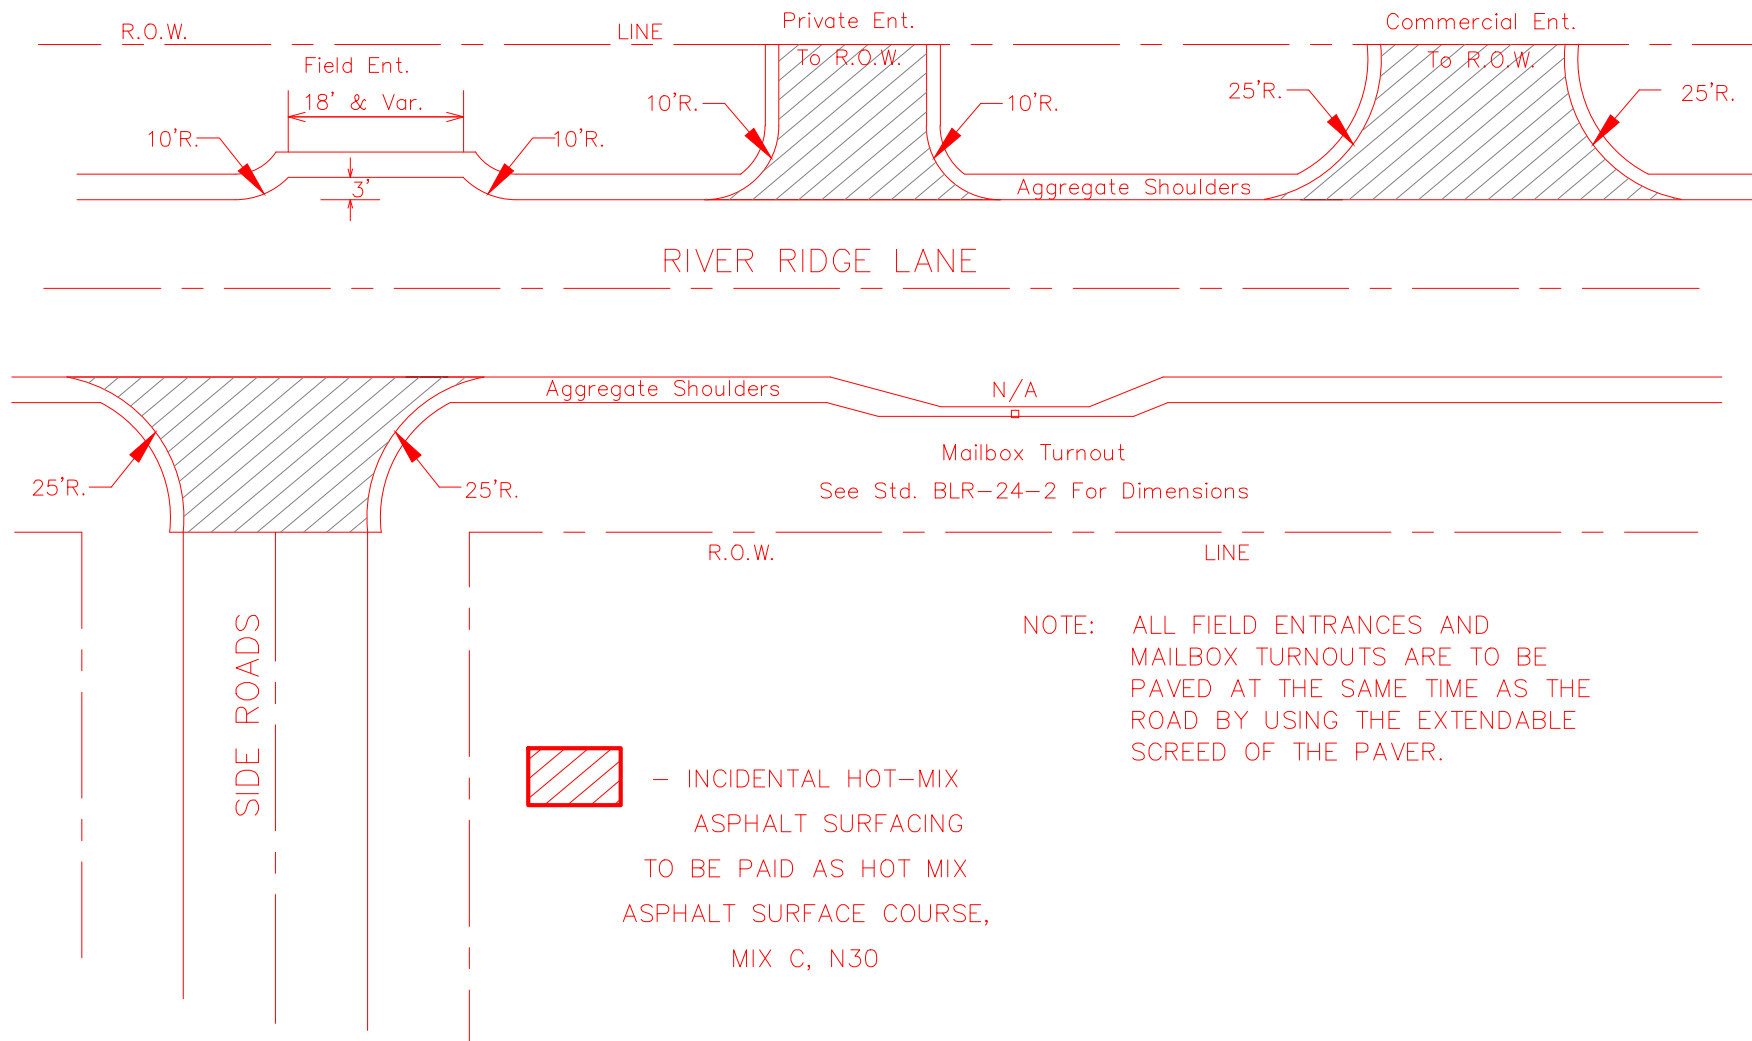 R.O.W. LINE
Private Ent.
To R.O.W.
Commercial Ent.
To R.O.W.
Field Ent.
18' & Var.
10'R.
10'R.
3'
10'R.
10'R.
25'R.
25'R.
Aggregate Shoulders
RIVER RIDGE LANE
Aggregate Shoulders
N/A
Mailbox Turnout
See Std. BLR-24-2 For Dimensions
25'R.
25'R.
R.O.W. LINE
SIDE ROADS
NOTE: ALL FIELD ENTRANCES AND
MAILBOX TURNOUTS ARE TO BE
PAVED AT THE SAME TIME AS THE
ROAD BY USING THE EXTENDABLE
SCREED OF THE PAVER.
- INCIDENTAL HOT-MIX
ASPHALT SURFACING
TO BE PAID AS HOT MIX
ASPHALT SURFACE COURSE,
MIX C, N30